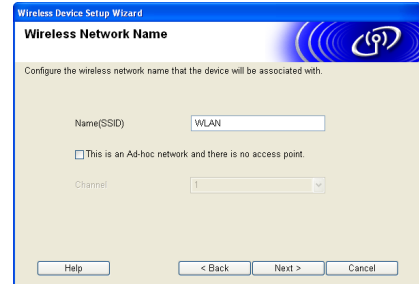 Wireless Device Setup Wizard
Wireless Network Name
Configure the wireless network name that the device will be associated with.
Name(SSID) WLAN
This is an Ad-hoc network and there is no access point.
Channel 1
Help < Back Next > Cancel